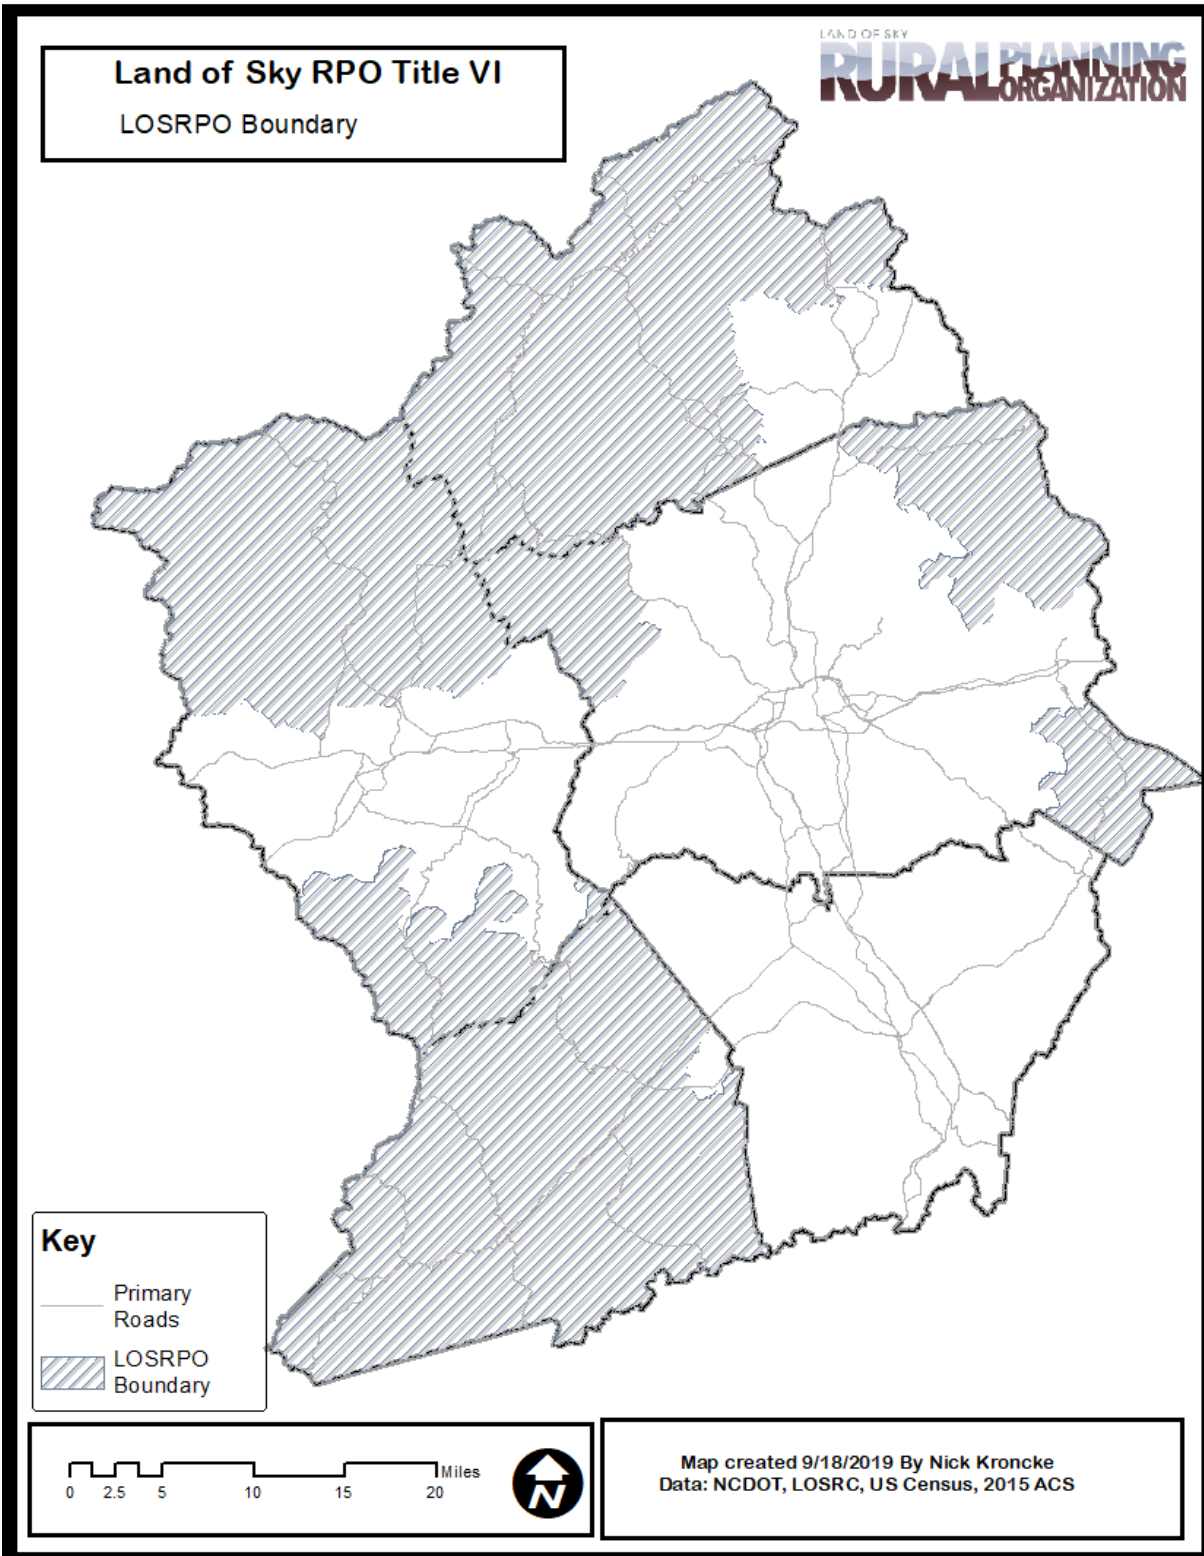 Land of Sky RPO Title VI
LOSRPO Boundary
LAND OF SKY
RURAL PLANNING
ORGANIZATION
Key
Primary
Roads
LOSRPO
Boundary
Miles
0 2.5 5 10 15 20
N
Map created 9/18/2019 By Nick Kroncke
Data: NCDOT, LOSRC, US Census, 2015 ACS